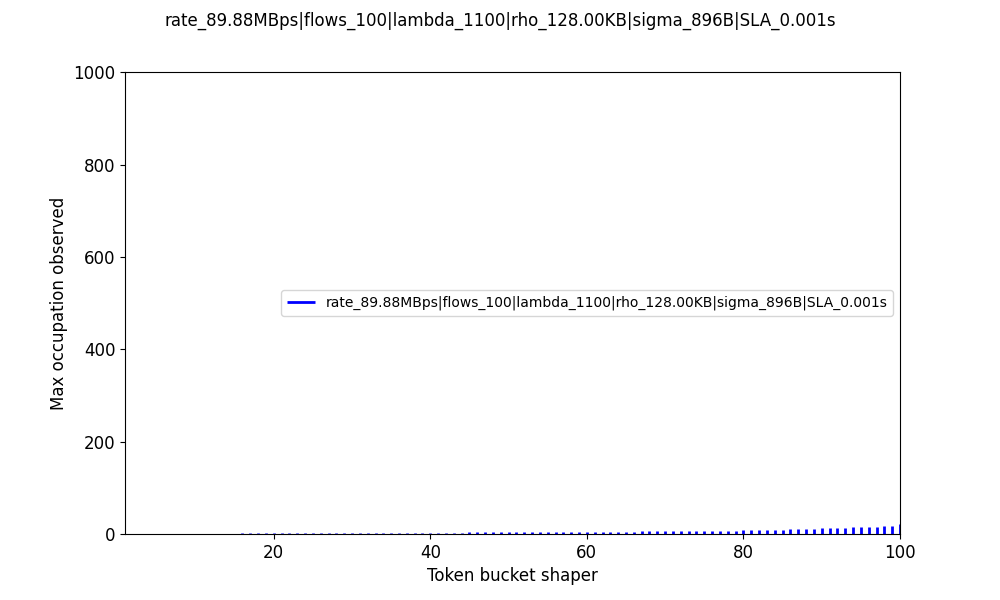 rate_89.88MBps|flows_100|lambda_1100|rho_128.00KB|sigma_896B|SLA_0.001s
1000
800
600
400
200
0
Max occupation observed
rate_89.88MBps|flows_100|lambda_1100|rho_128.00KB|sigma_896B|SLA_0.001s
20 40 60 80 100
Token bucket shaper